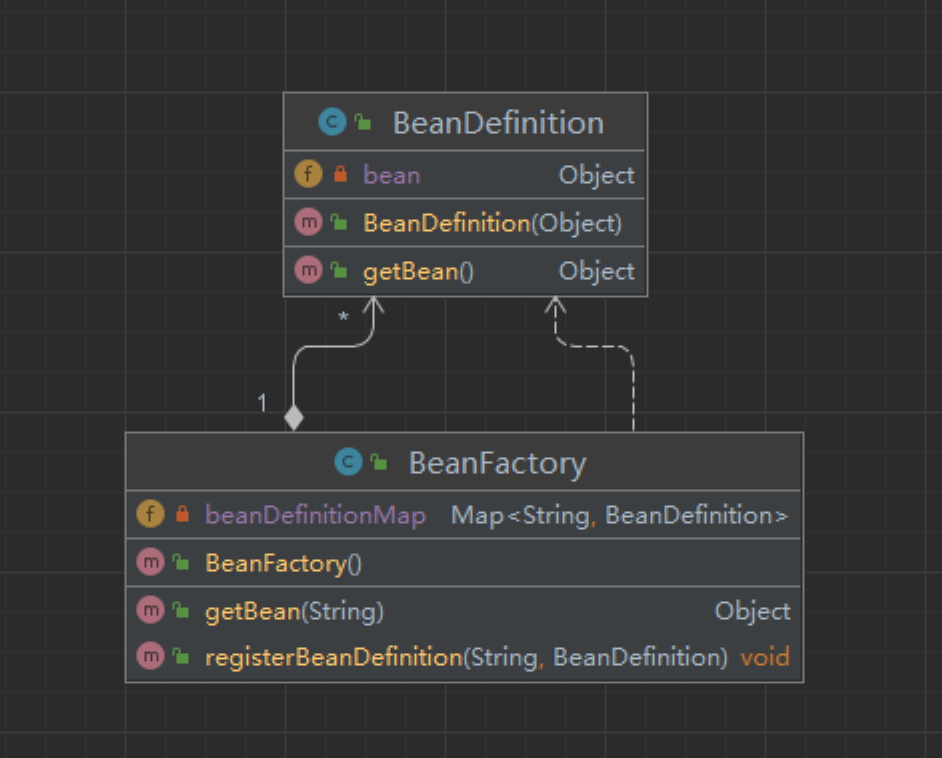 BeanDefinition
f bean Object
m BeanDefinition(Object)
m getBean() Object
*
1
C BeanFactory
f beanDefinitionMap Map<String, BeanDefinition>
m BeanFactory()
m getBean(String) Object
m registerBeanDefinition(String, BeanDefinition) void